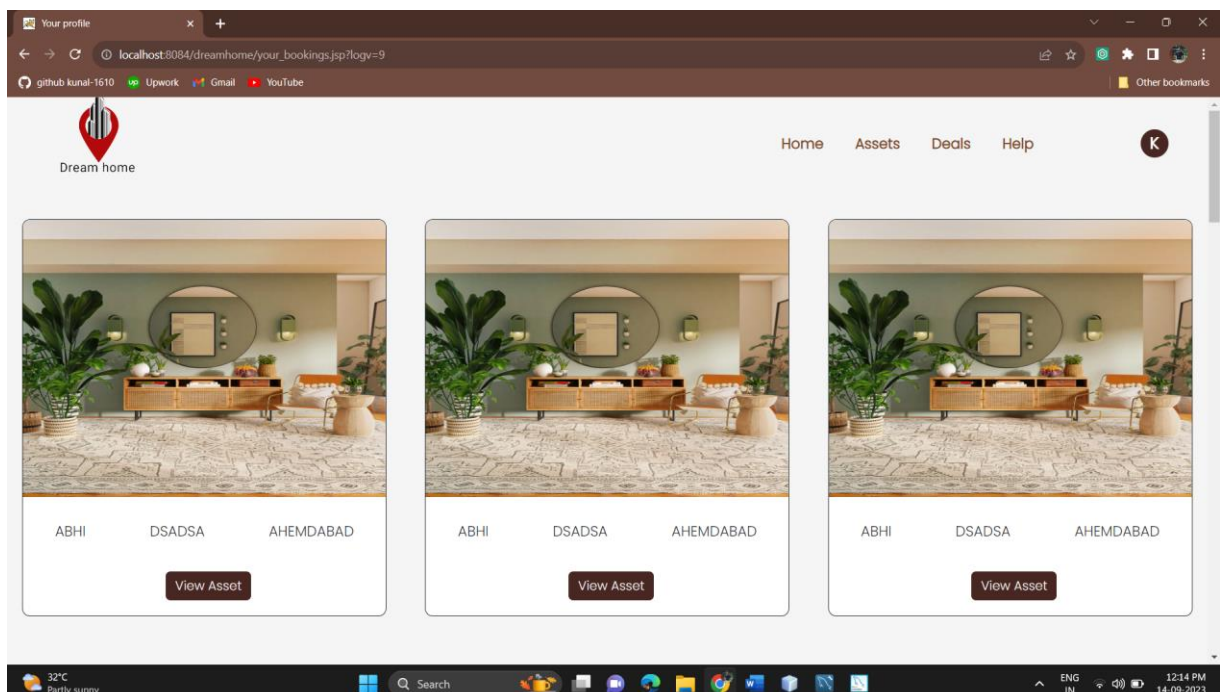 Your profile
localhost:8084/dreamhome/your_bookings.jsp?logv=9
github kunal-1610 up Upwork Gmail YouTube Other bookmarks
Dream home
Home Assets Deals Help K
ABHI DSADSA AHEMDABAD ABHI DSADSA AHEMDABAD ABHI DSADSA AHEMDABAD
View Asset View Asset View Asset
32°C
Partly sunny
Search
ENG
IN
12:14 PM
14-09-2023